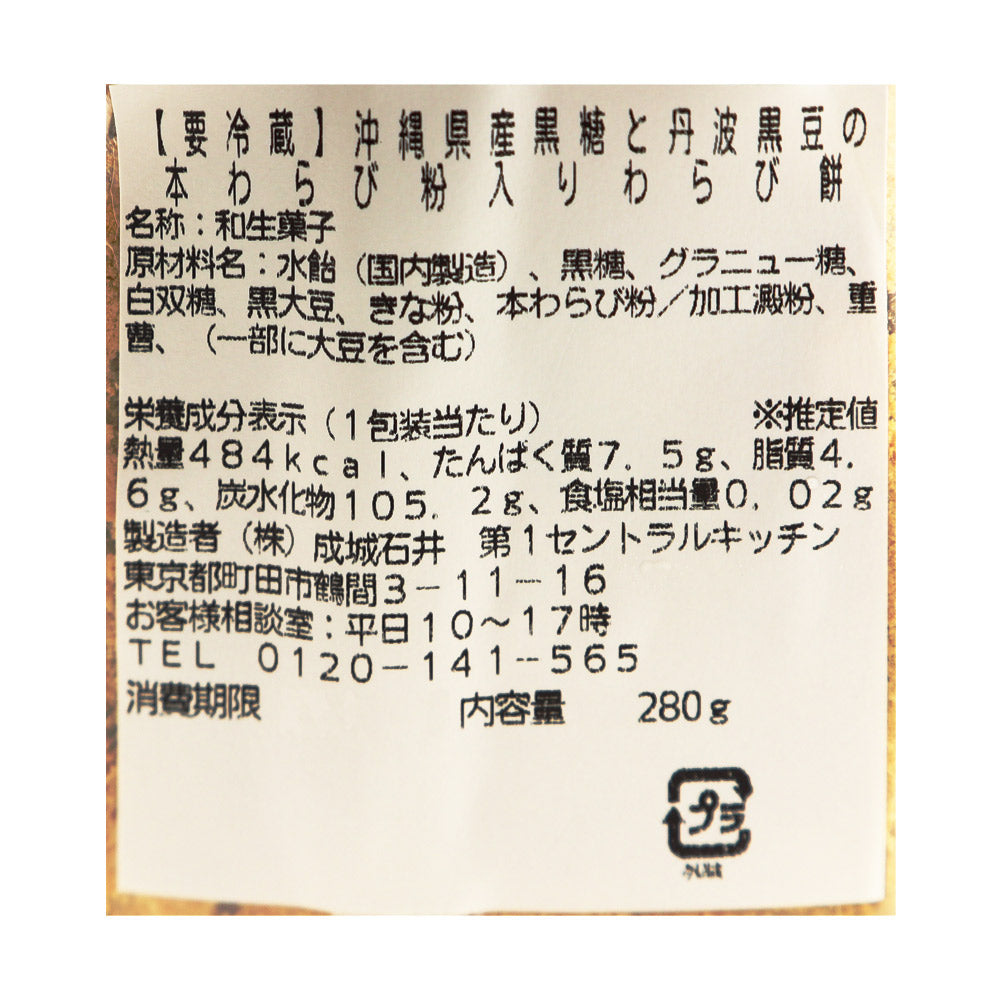 【要冷蔵】沖縄県産黒糖と丹波黒豆の
本わらび粉入りわらび餅
名称：和生菓子
原材料名：水飴（国内製造）、黒糖、グラニュー糖、
白双糖、黒大豆、きな粉、本わらび粉／加工澱粉、重
曹、（一部に大豆を含む）
栄養成分表示（1包装当たり） ※推定値
熱量484kcal、たんぱく質7.5g、脂質4.
6g、炭水化物105.2g、食塩相当量0.02g
製造者（株）成城石井 第1セントラルキッチン
東京都町田市鶴間3-11-16
お客様相談室：平日10～17時
TEL 0120-141-565
消費期限 内容量 280g
プラ